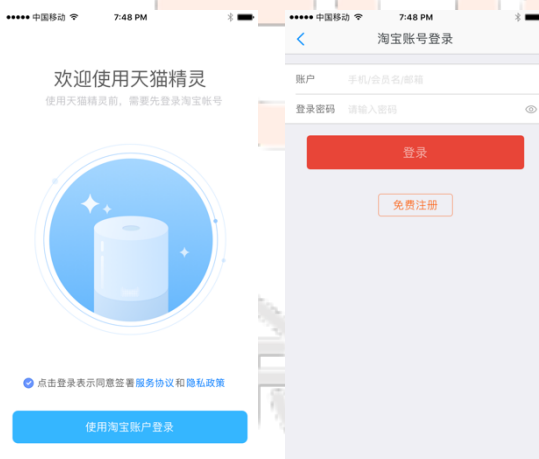 中国移动 7:48 PM
欢迎使用天猫精灵
使用天猫精灵前，需要先登录淘宝帐号
点击登录表示同意签署服务协议和隐私政策
使用淘宝账户登录
中国移动 7:48 PM
淘宝账号登录
账户 手机/会员名/邮箱
登录密码 请输入密码
登录
免费注册